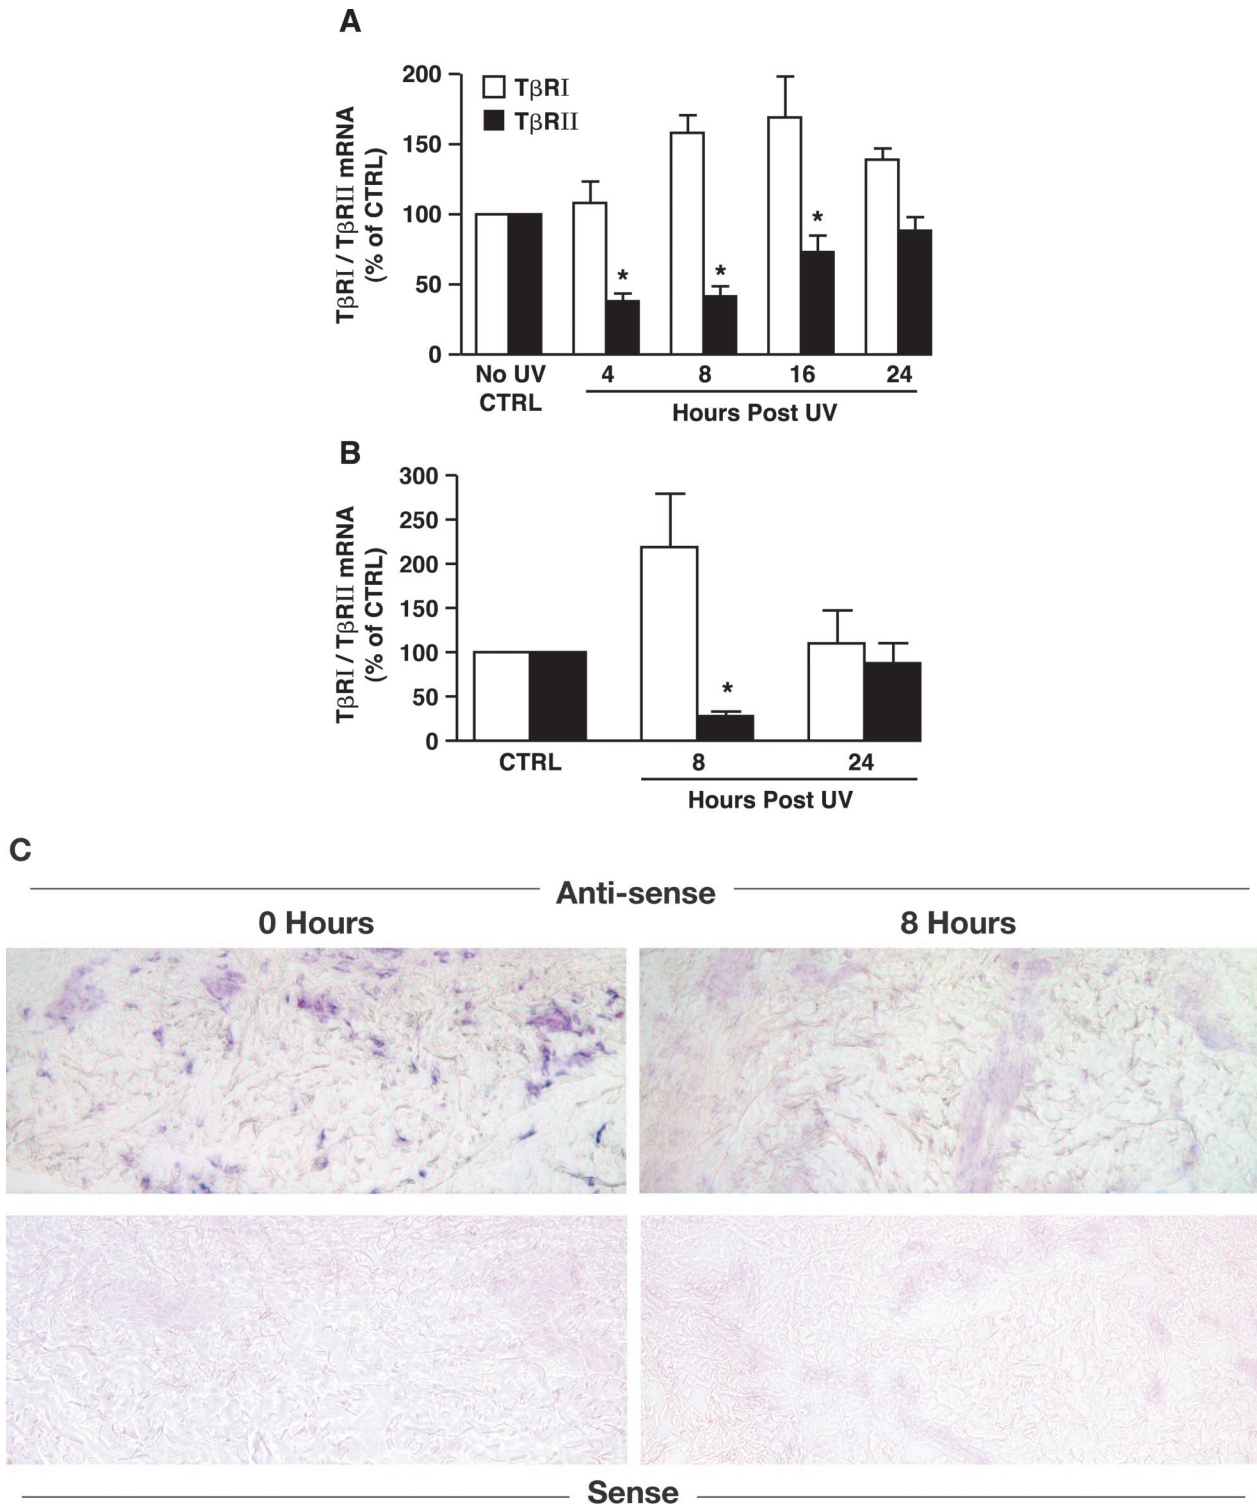 A
TβRI / TβRII mRNA
(% of CTRL)
200
150
100
50
0
TβRI
TβRII
*
*
*
No UV
CTRL
4
8
16
24
Hours Post UV
B
TβRI / TβRII mRNA
(% of CTRL)
300
250
200
150
100
50
0
*
CTRL
8
24
Hours Post UV
C
Anti-sense
0 Hours
8 Hours
Sense